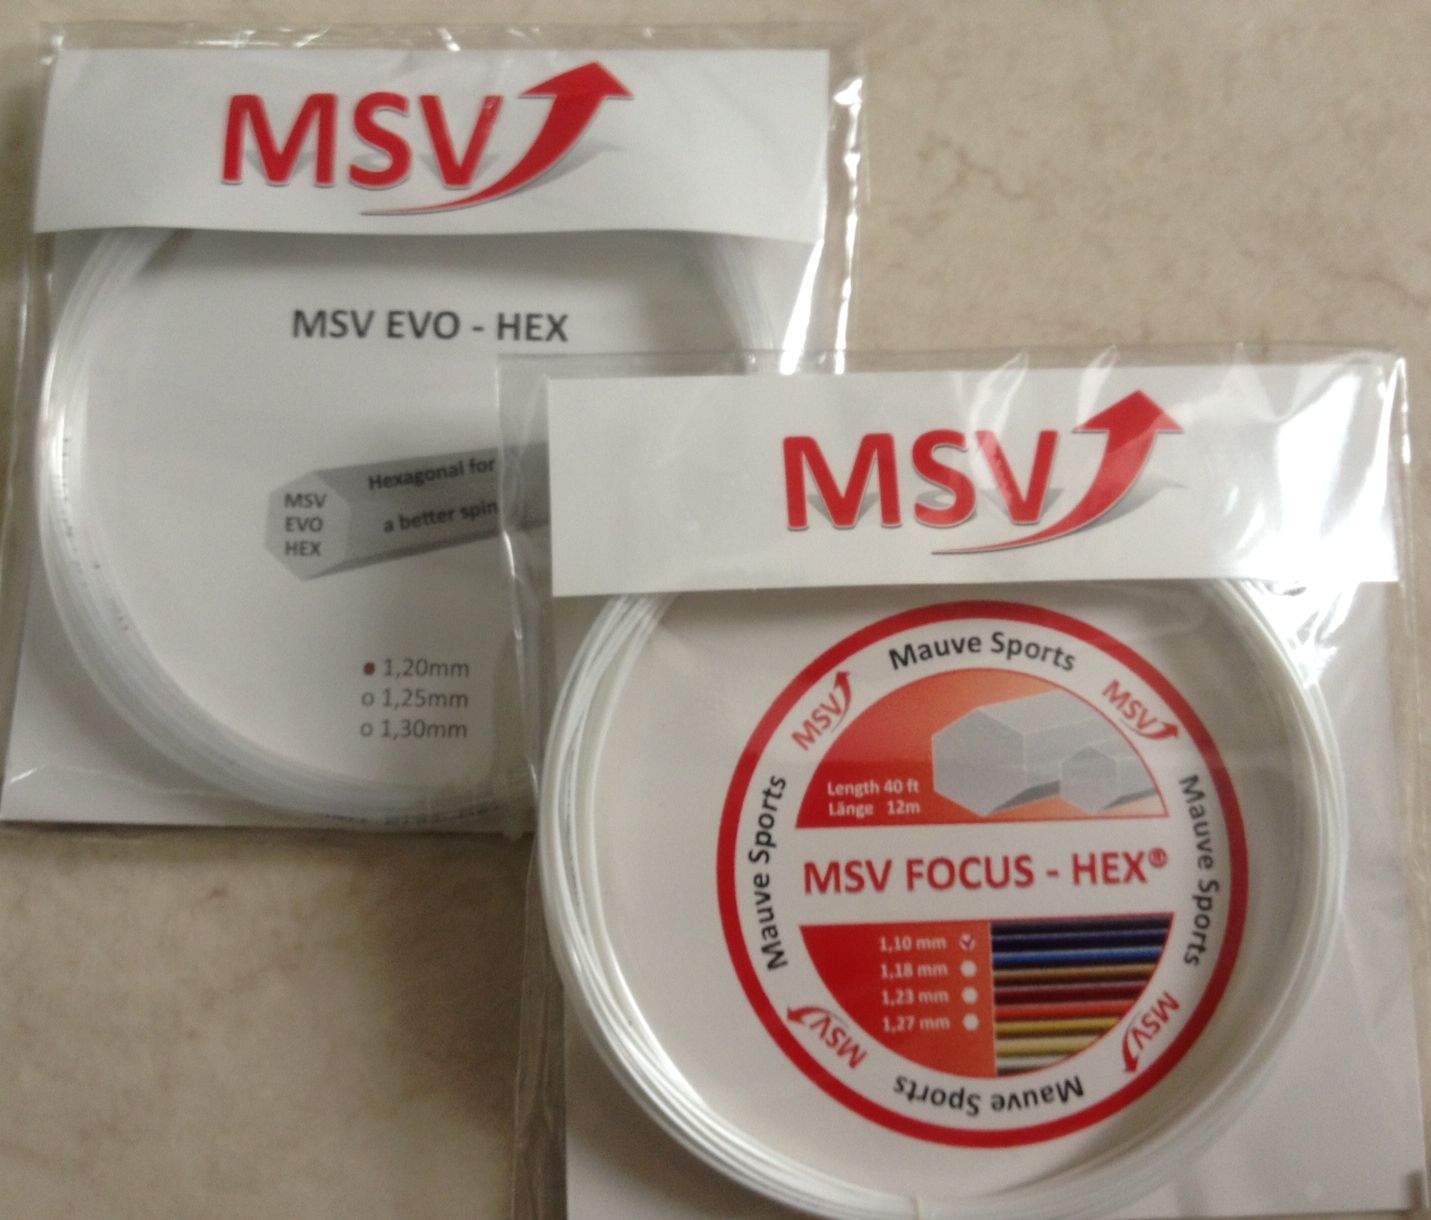 MSV
MSV EVO - HEX
Hexagonal for
a better spin
MSV
EVO
HEX
1,20mm
o 1,25mm
o 1,30mm
MSV
Mauve Sports
MSV
MSV
Mauve Sports
Mauve Sports
Length 40 ft
Länge 12m
MSV FOCUS - HEX®
1,10 mm
1,18 mm
1,23 mm
1,27 mm
MSV
MSV
Mauve Sports